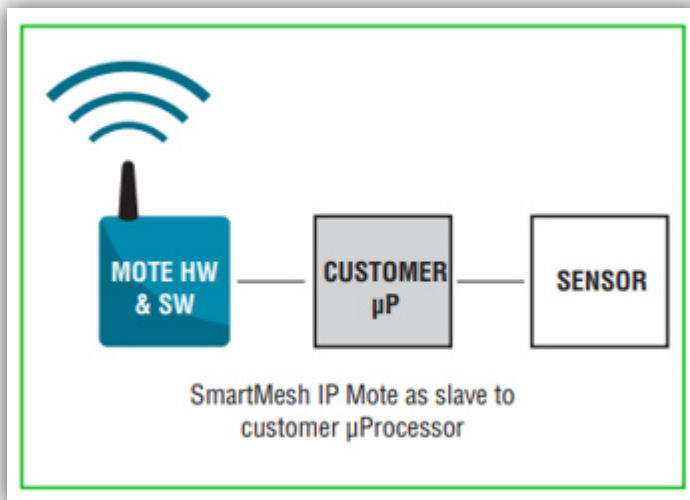 MOTE HW
& SW
CUSTOMER
µP
SENSOR
SmartMesh IP Mote as slave to
customer µProcessor